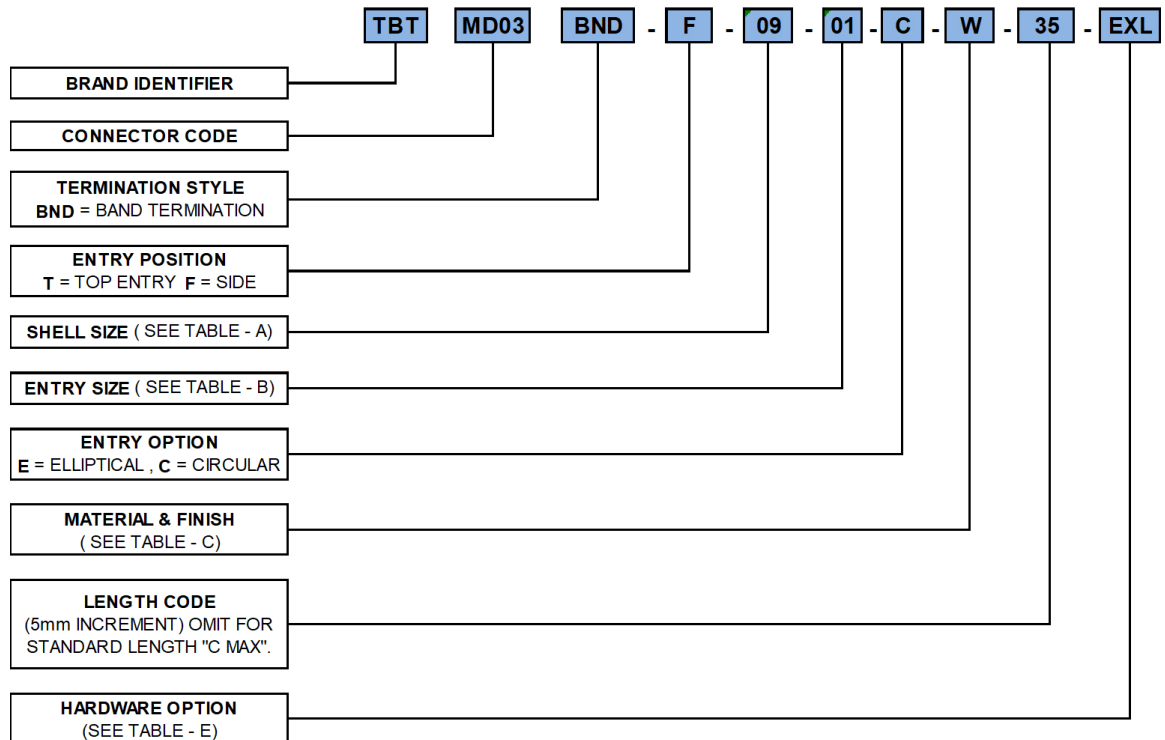 TBT MD03 BND - F - 09 - 01 - C - W - 35 - EXL
BRAND IDENTIFIER
CONNECTOR CODE
TERMINATION STYLE
BND = BAND TERMINATION
ENTRY POSITION
T = TOP ENTRY F = SIDE
SHELL SIZE ( SEE TABLE - A)
ENTRY SIZE ( SEE TABLE - B)
ENTRY OPTION
E = ELLIPTICAL , C = CIRCULAR
MATERIAL & FINISH
( SEE TABLE - C)
LENGTH CODE
(5mm INCREMENT) OMIT FOR
STANDARD LENGTH "C MAX".
HARDWARE OPTION
(SEE TABLE - E)